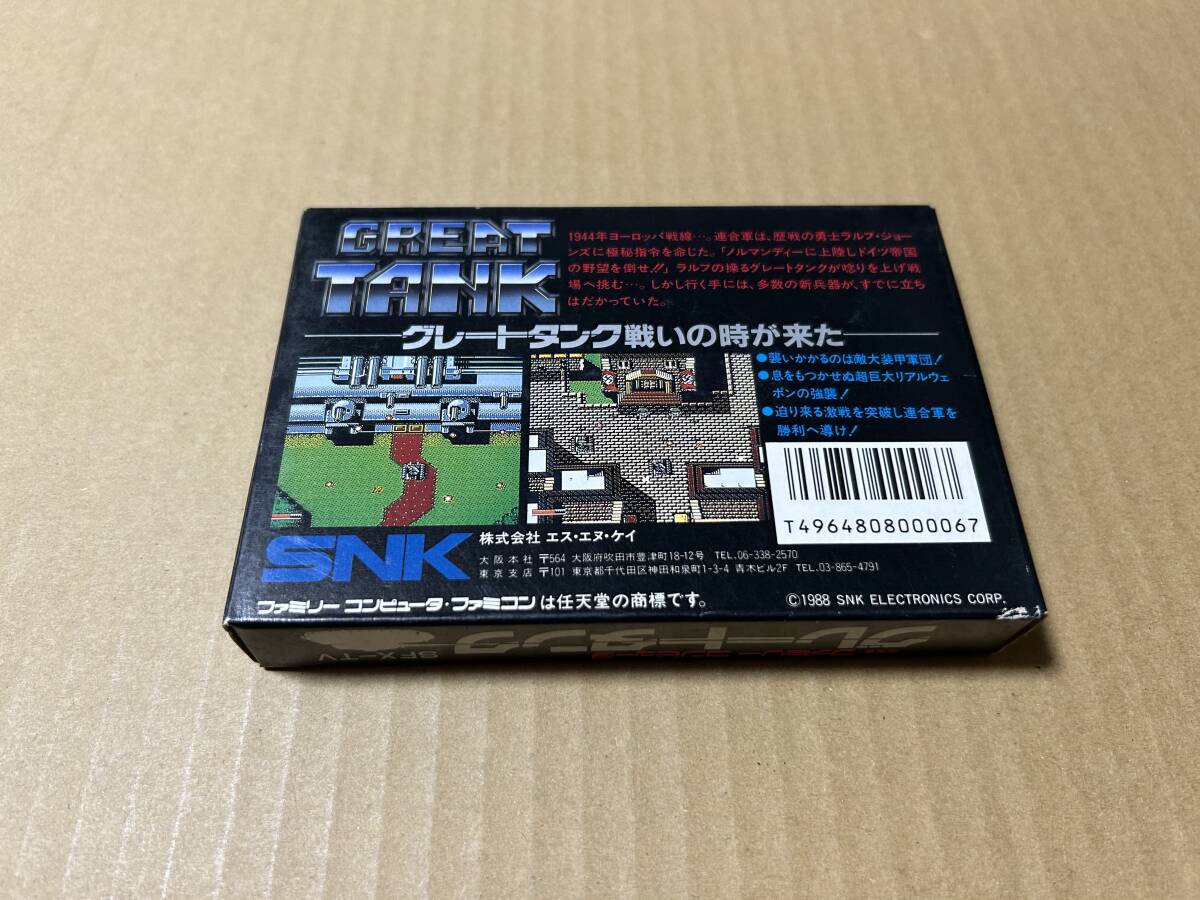 GREAT
TANK
1944年ヨーロッパ戦線…。連合軍は、歴戦の勇士ラルフ・ジョー
ンズに極秘指令を命じた。「ノルマンディーに上陸しドイツ帝国
の野望を倒せ!!」ラルフの操るグレートタンクが唸りを上げ戦
場へ挑む…。しかし行く手には、多数の新兵器が、すでに立ち
はだかっていた。
グレートタンク戦いの時が来た
●襲いかかるのは敵大装甲軍団!
●息をもつかせぬ超巨大リアルウェ
ポンの強襲!
●迫り来る激戦を突破し連合軍を
勝利へ導け!
T4964808000067
SNK
株式会社 エス・エヌ・ケイ
大阪本社 〒564 大阪府吹田市豊津町18-12号 TEL.06-338-2570
東京支店 〒101 東京都千代田区神田和泉町1-3-4 青木ビル2F TEL.03-865-4791
ファミリー コンピュータ・ファミコンは任天堂の商標です。
©1988 SNK ELECTRONICS CORP.
グレートタンク
SFX-TV